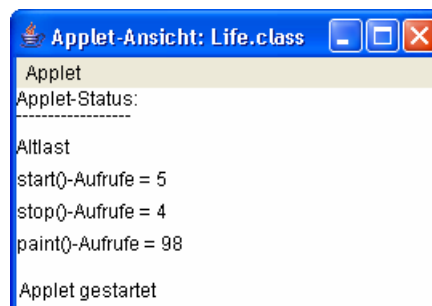 Applet-Ansicht: Life.class
Applet
Applet-Status:
-----------------
Altlast
start()-Aufrufe = 5
stop()-Aufrufe = 4
paint()-Aufrufe = 98
Applet gestartet